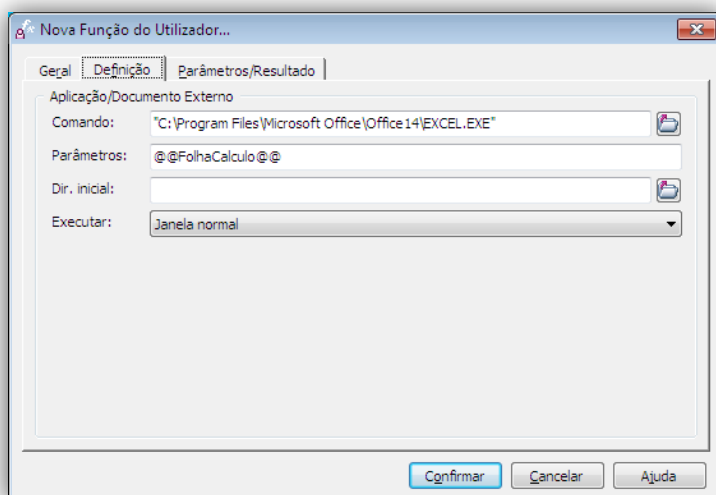 Nova Função do Utilizador...
Geral Definição Parâmetros/Resultado
Aplicação/Documento Externo
Comando: "C:\Program Files\Microsoft Office\Office14\EXCEL.EXE"
Parâmetros: @@FolhaCalculo@@
Dir. inicial:
Executar: Janela normal
Confirmar Cancelar Ajuda